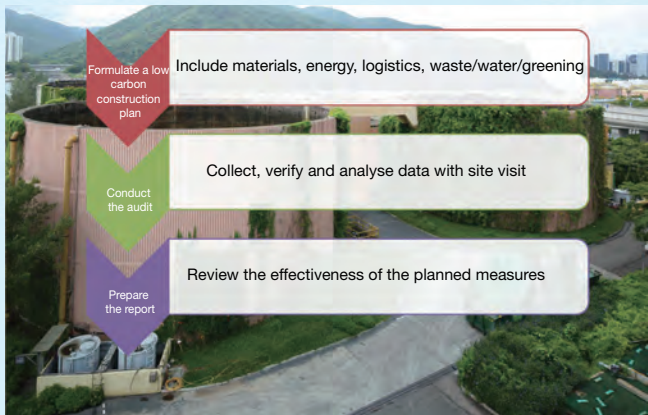 Formulate a low
carbon
construction
plan
Include materials, energy, logistics, waste/water/greening
Conduct
the audit
Collect, verify and analyse data with site visit
Prepare
the report
Review the effectiveness of the planned measures